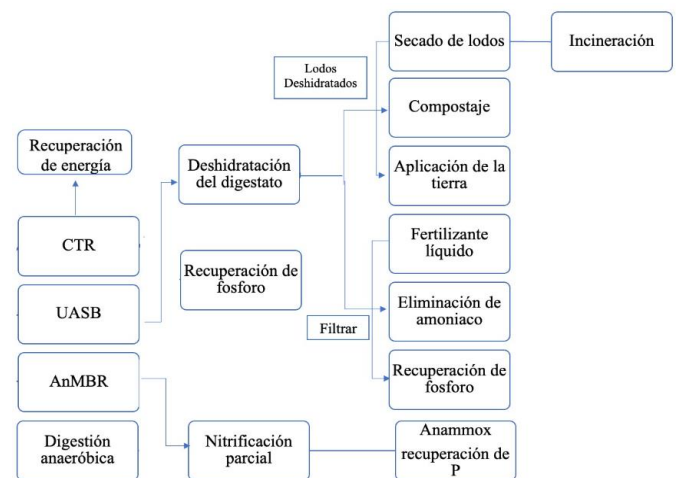 Secado de lodos
Incineración
Lodos
Deshidratados
Compostaje
Recuperación
de energía
Deshidratación
del digestato
Aplicación de la
tierra
CTR
Fertilizante
líquido
Recuperación de
fosforo
UASB
Eliminación de
amoniaco
Filtrar
AnMBR
Recuperación de
fosforo
Digestión
anaeróbica
Nitrificación
parcial
Anammox
recuperación de
P